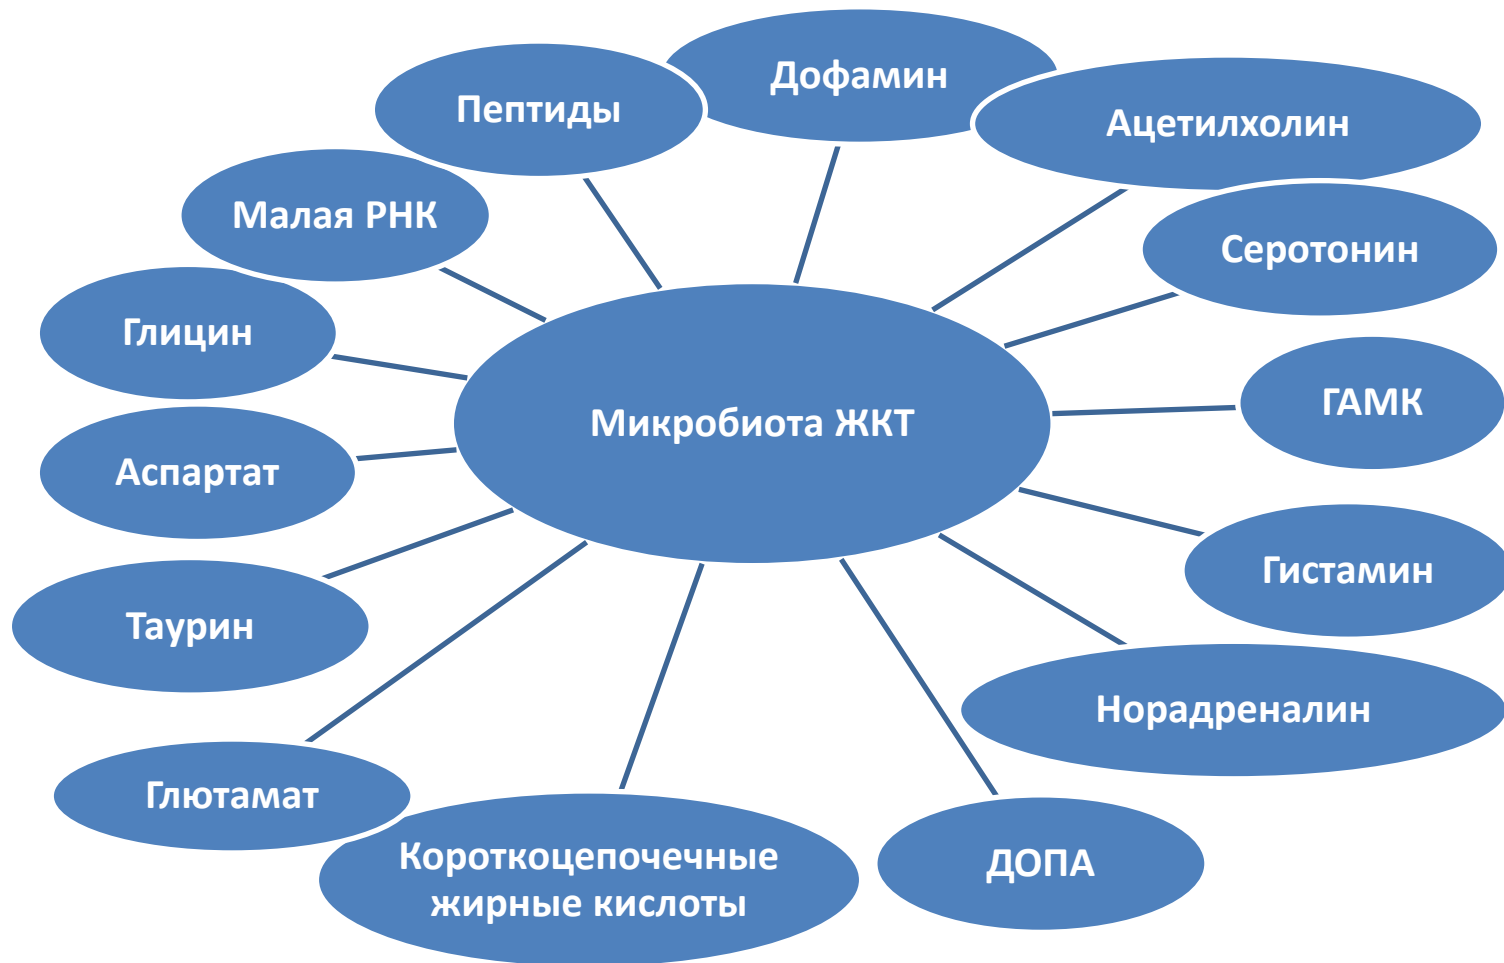 Дофамин
Пептиды
Ацетилхолин
Малая РНК
Серотонин
Глицин
ГАМК
Микробиота ЖКТ
Аспартат
Гистамин
Таурин
Норадреналин
Глютамат
Короткоцепочечные
жирные кислоты
ДОПА